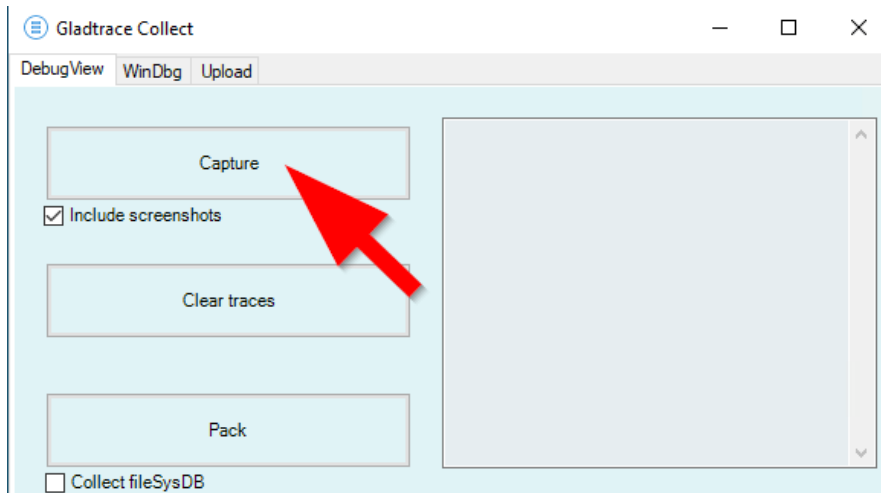 Gladtrace Collect
DebugView WinDbg Upload
Capture
Include screenshots
Clear traces
Pack
Collect fileSysDB